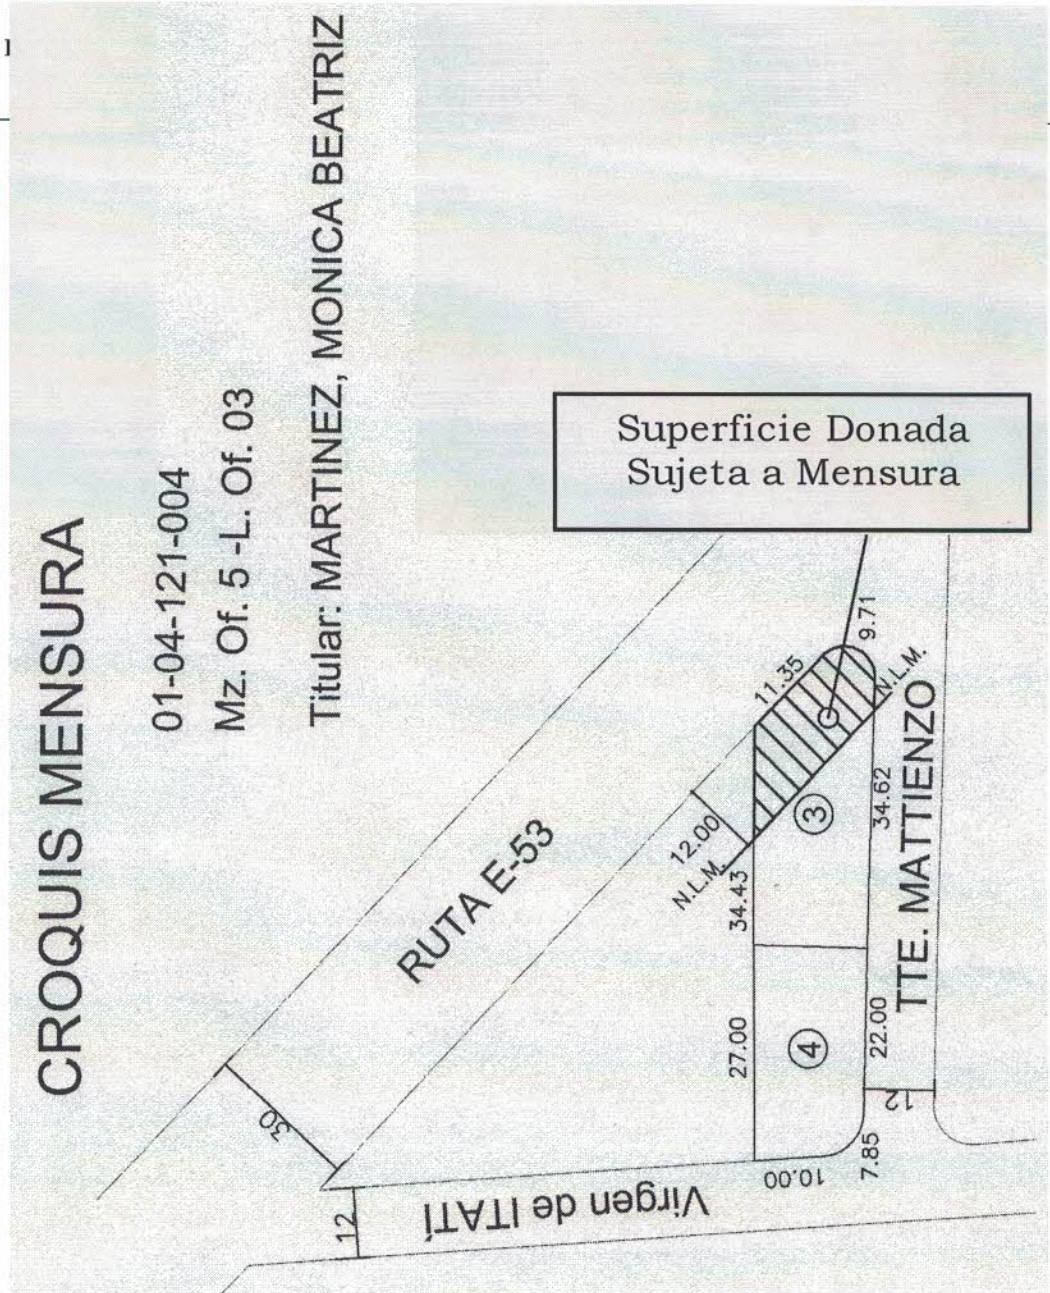 CROQUIS MENSURA
01-04-121-004
Mz. Of. 5 -L. Of. 03
Titular: MARTINEZ, MONICA BEATRIZ
Superficie Donada
Sujeta a Mensura
RUTA E-53
30
12
Virgen de ITATÍ
12.00
N.L.M.
11.35
9.71
N.L.M.
34.43
3
34.62
27.00
4
22.00
TTE. MATTIENZO
12
10.00
7.85